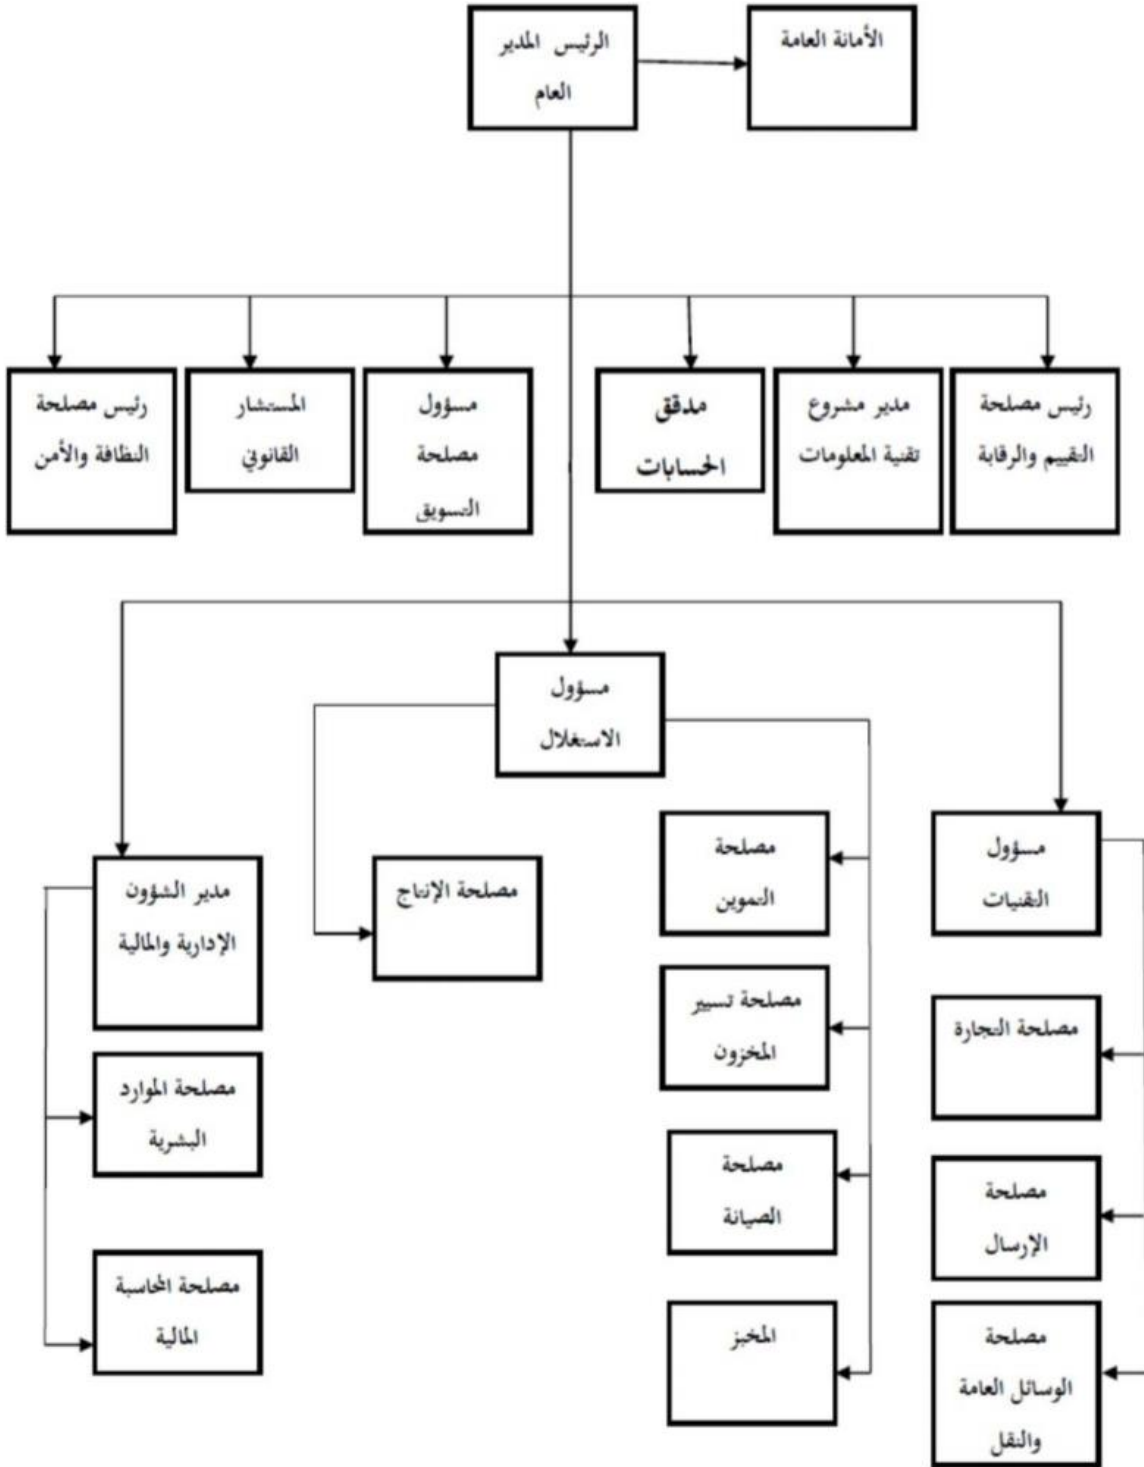 الرئيس المدير
العام
الأمانة العامة
رئيس مصلحة
التقييم والرقابة
مدير مشروع
تقنية المعلومات
مدقق
الحسابات
مسؤول
مصلحة
التسويق
المستشار
القانوني
رئيس مصلحة
النظافة والأمن
مسؤول
الاستغلال
مسؤول
التقنيات
مصلحة التجارة
مصلحة
الإرسال
مصلحة
الوسائل العامة
والنقل
مصلحة
التموين
مصلحة تسيير
المخزون
مصلحة
الصيانة
المخبز
مصلحة الإنتاج
مدير الشؤون
الإدارية والمالية
مصلحة الموارد
البشرية
مصلحة المحاسبة
المالية